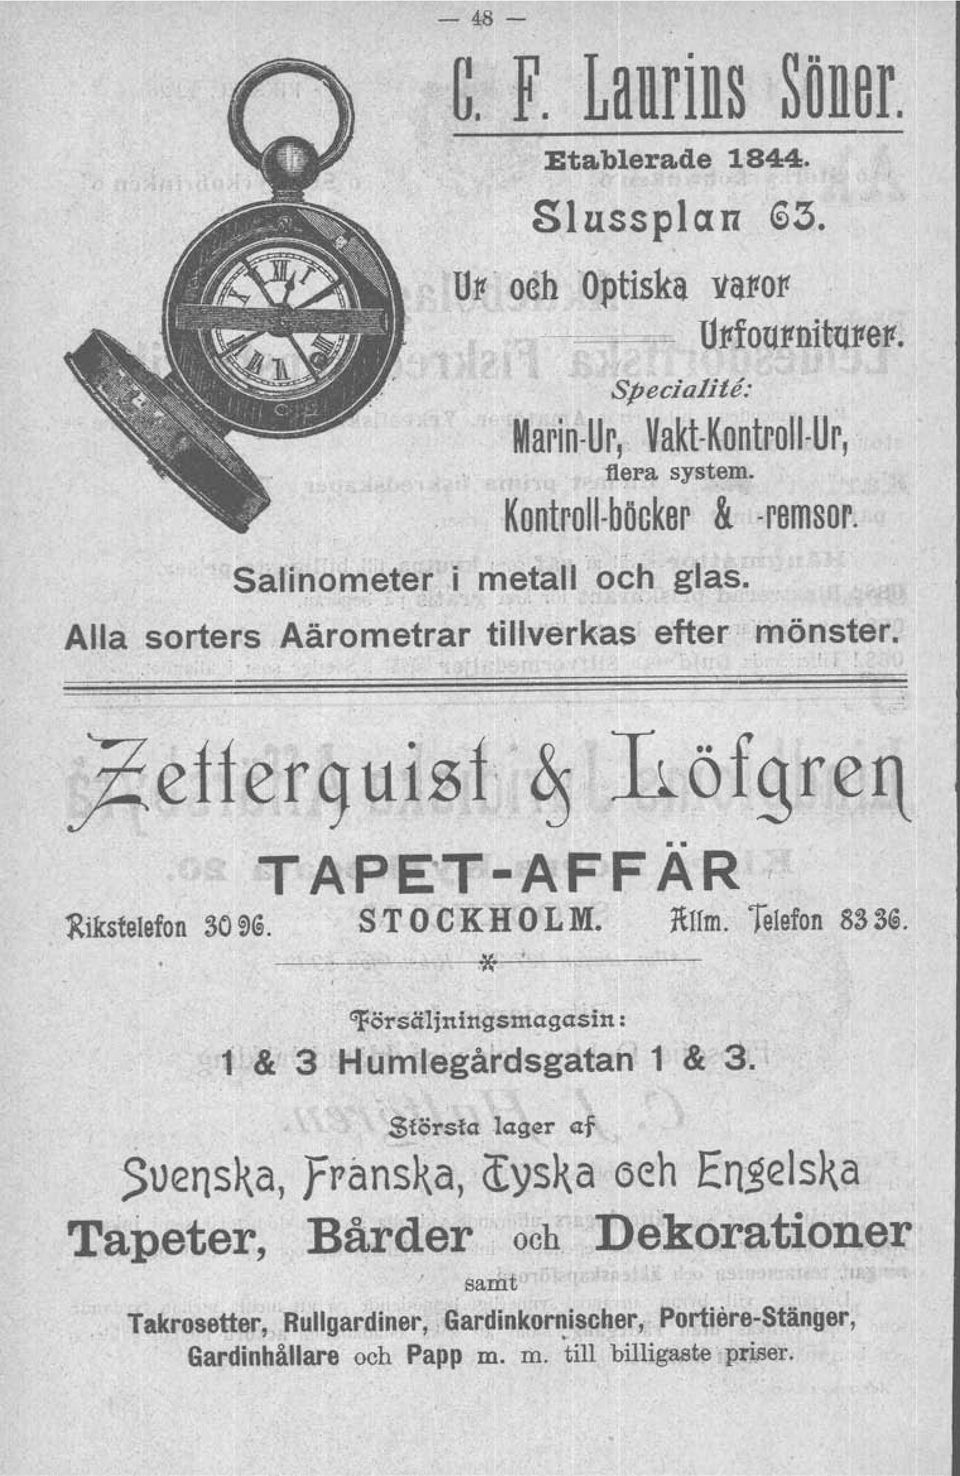 — 48 —
C. F. Laurins Söner.
Etablerade 1844.
Slussplan 63.
Ur och Optiska varor
Urfourniturer.
Specialité:
Marin-Ur, Vakt-Kontroll-Ur,
flera system.
Kontroll-böcker & -remsor.
Salinometer i metall och glas.
Alla sorters Aärometrar tillverkas efter mönster.
Zetterquist & Löfgren
TAPET-AFFÄR
Rikstelefon 30 96. STOCKHOLM. Allm. Telefon 83 36.
Försäljningsmagasin:
1 & 3 Humlegårdsgatan 1 & 3.
Största lager af
Svenska, Franska, Tyska och Engelska
Tapeter, Bårder och Dekorationer
samt
Takrosetter, Rullgardiner, Gardinkornischer, Portière-Stänger,
Gardinhållare och Papp m. m. till billigaste priser.